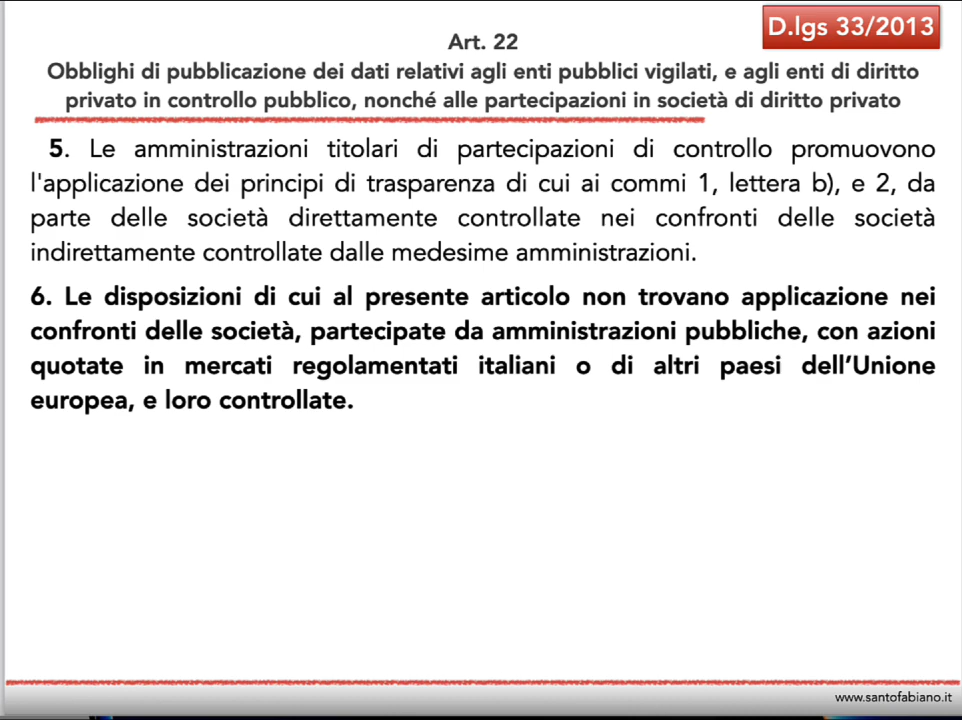 D.lgs 33/2013
Art. 22
Obblighi di pubblicazione dei dati relativi agli enti pubblici vigilati, e agli enti di diritto
privato in controllo pubblico, nonché alle partecipazioni in società di diritto privato
5. Le amministrazioni titolari di partecipazioni di controllo promuovono
l'applicazione dei principi di trasparenza di cui ai commi 1, lettera b), e 2, da
parte delle società direttamente controllate nei confronti delle società
indirettamente controllate dalle medesime amministrazioni.
6. Le disposizioni di cui al presente articolo non trovano applicazione nei
confronti delle società, partecipate da amministrazioni pubbliche, con azioni
quotate in mercati regolamentati italiani o di altri paesi dell’Unione
europea, e loro controllate.
www.santofabiano.it